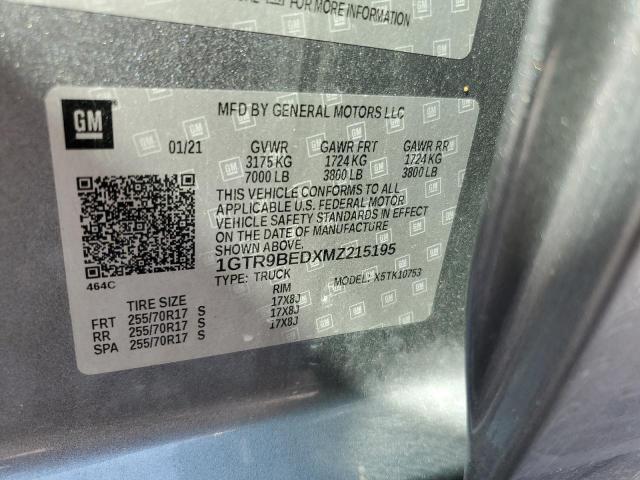 FOR MORE INFORMATION
GM
MFD BY GENERAL MOTORS LLC
01/21 GVWR GAWR FRT GAWR RR
3175 KG 1724 KG 1724 KG
7000 LB 3800 LB 3800 LB
THIS VEHICLE CONFORMS TO ALL
APPLICABLE U.S. FEDERAL MOTOR
VEHICLE SAFETY STANDARDS IN EFFECT
ON THE DATE OF MANUFACTURE
SHOWN ABOVE.
1GTR9BEDXMZ215195
TYPE: TRUCK MODEL: X5TK10753
464C
TIRE SIZE RIM
FRT 255/70R17 S 17X8J
RR 255/70R17 S 17X8J
SPA 255/70R17 S 17X8J